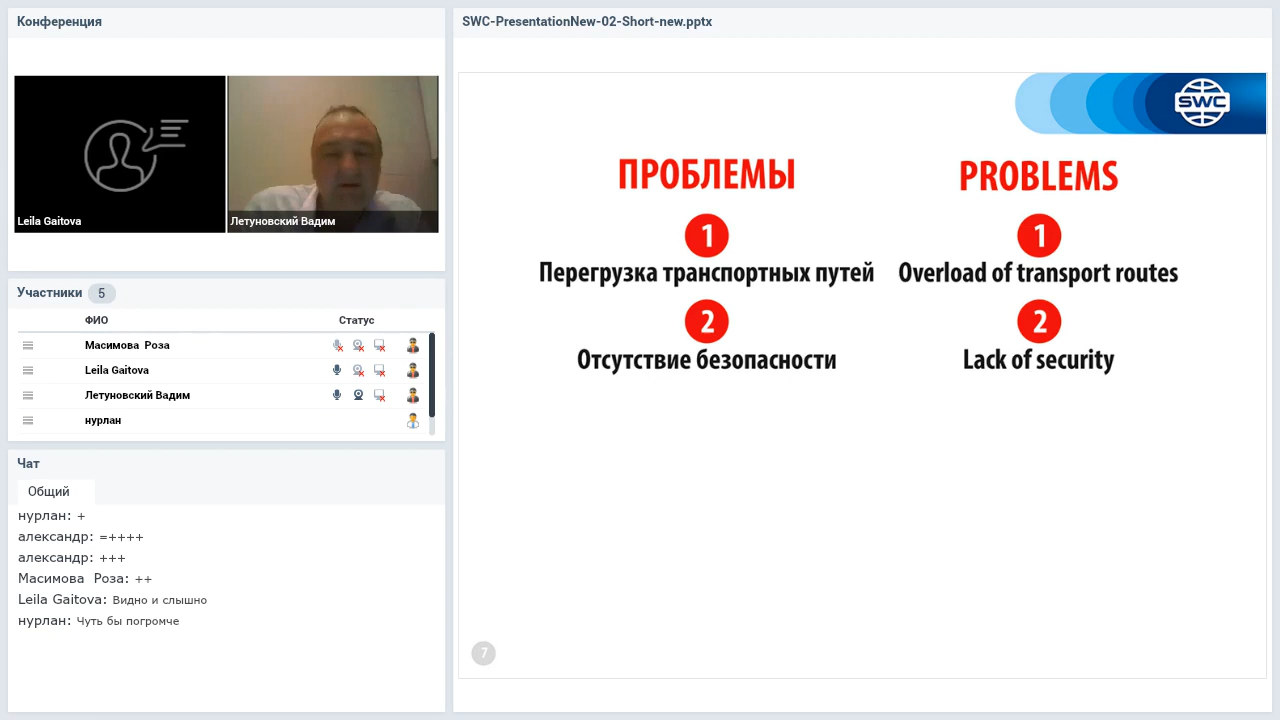 Конференция
Leila Gaitova
Летуновский Вадим
Участники 5
ФИО Статус
Масимова Роза
Leila Gaitova
Летуновский Вадим
нурлан
Чат
Общий
нурлан: +
александр: =++++
александр: +++
Масимова Роза: ++
Leila Gaitova: Видно и слышно
нурлан: Чуть бы погромче
SWC-PresentationNew-02-Short-new.pptx
SWC
ПРОБЛЕМЫ
1
Перегрузка транспортных путей
2
Отсутствие безопасности
PROBLEMS
1
Overload of transport routes
2
Lack of security
7